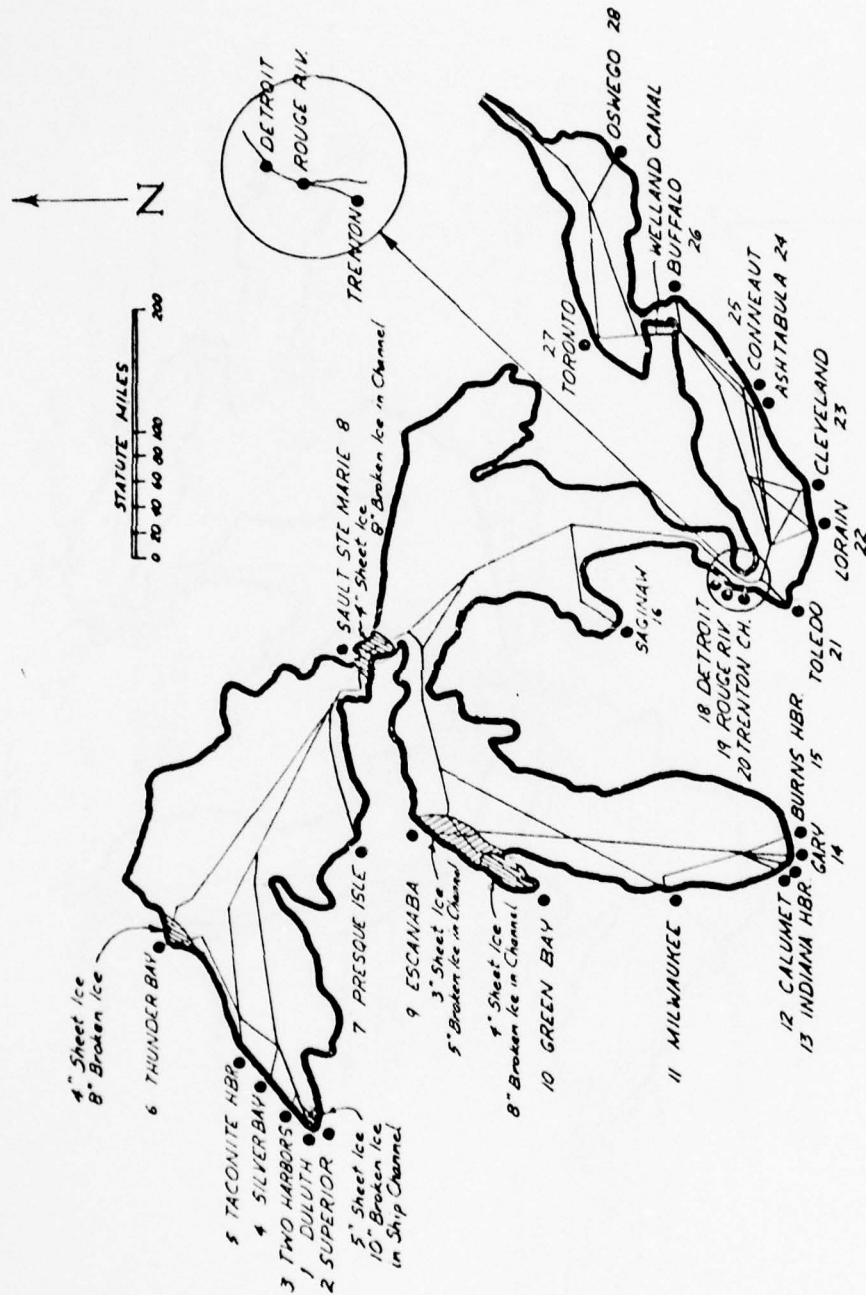 4" Sheet Ice
8" Broken Ice
6 THUNDER BAY
5 TACONITE HBR.
4 SILVER BAY
3 TWO HARBORS
1 DULUTH
2 SUPERIOR
5" Sheet Ice
10" Broken Ice
in Ship Channel
7 PRESQUE ISLE
9 ESCANABA
3" Sheet Ice
5" Broken Ice in Channel
4" Sheet Ice
8" Broken Ice in Channel
10 GREEN BAY
11 MILWAUKEE
12 CALUMET
13 INDIANA HBR.
GARY
14
BURNS HBR.
15
STATUTE MILES
0 20 40 60 80 100 200
N
SAULT STE MARIE 8
4" Sheet Ice
8" Broken Ice in Channel
SAGINAW
16
18 DETROIT
19 ROUGE RIV.
20 TRENTON CH.
TOLEDO
21
LORAIN
22
CLEVELAND
23
ASHTABULA 24
CONNEAUT
25
BUFFALO
26
WELLAND CANAL
27
TORONTO
OSWEGO 28
DETROIT
ROUGE RIV.
TRENTON